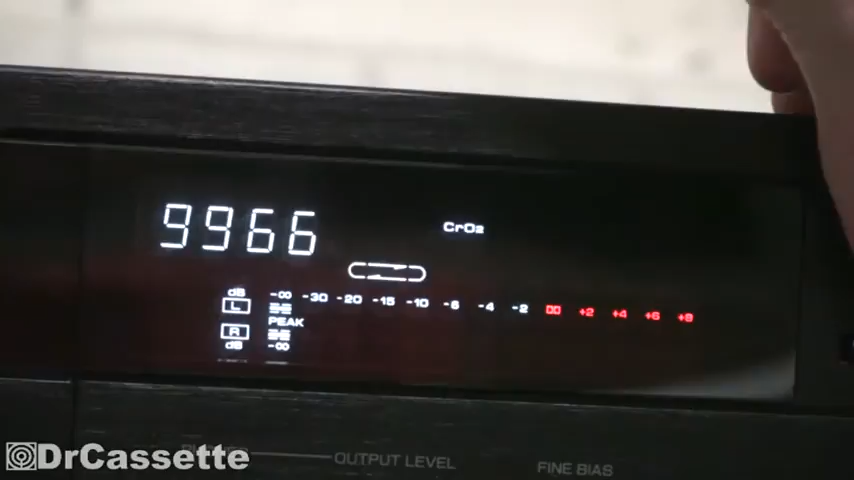 9966
CrO2
dB -∞ -30 -20 -15 -10 -6 -4 -2 00 +2 +4 +6 +9
L
PEAK
R
dB -∞
OUTPUT LEVEL
FINE BIAS
DrCassette